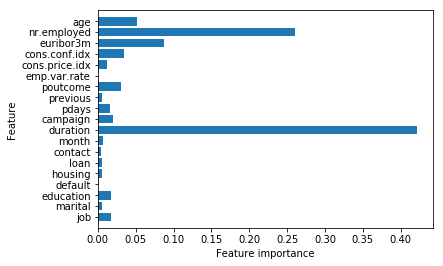 age
nr.employed
euribor3m
cons.conf.idx
cons.price.idx
emp.var.rate
poutcome
previous
pdays
campaign
duration
month
contact
loan
housing
default
education
marital
job
Feature
0.00 0.05 0.10 0.15 0.20 0.25 0.30 0.35 0.40
Feature importance